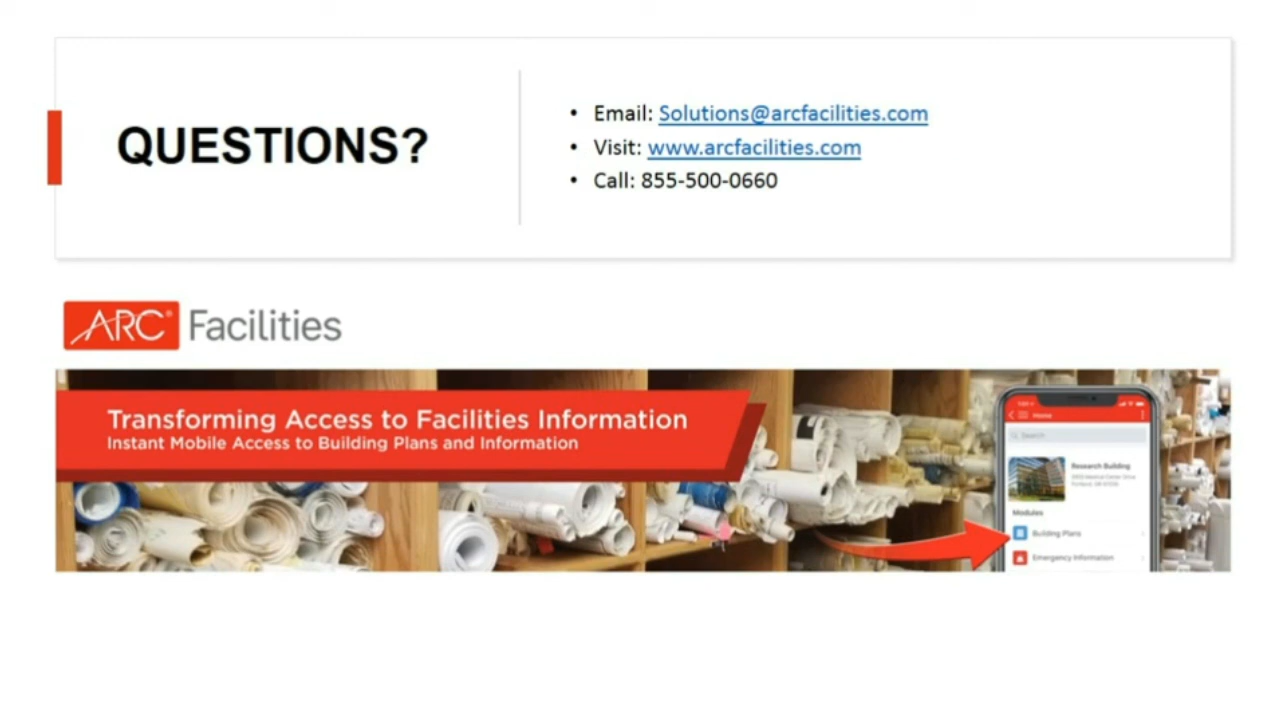 QUESTIONS?
• Email: Solutions@arcfacilities.com
• Visit: www.arcfacilities.com
• Call: 855-500-0660
ARC® Facilities
Transforming Access to Facilities Information
Instant Mobile Access to Building Plans and Information
Home
Search
Research Building
Modules
Building Plans
Emergency Information